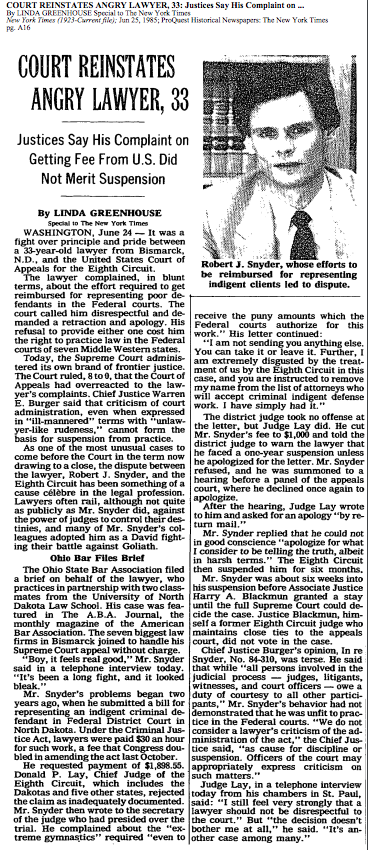 COURT REINSTATES ANGRY LAWYER, 33: Justices Say His Complaint on ...
By LINDA GREENHOUSE Special to The New York Times
New York Times (1923-Current file); Jun 25, 1985; ProQuest Historical Newspapers: The New York Times
pg. A16
COURT REINSTATES
ANGRY LAWYER, 33
Justices Say His Complaint on
Getting Fee From U.S. Did
Not Merit Suspension
By LINDA GREENHOUSE
Special to The New York Times
WASHINGTON, June 24 — It was a
fight over principle and pride between
a 33-year-old lawyer from Bismarck,
N.D., and the United States Court of
Appeals for the Eighth Circuit.
The lawyer complained, in blunt
terms, about the effort required to get
reimbursed for representing poor de-
fendants in the Federal courts. The
court called him disrespectful and de-
manded a retraction and apology. His
refusal to provide either one cost him
the right to practice law in the Federal
courts of seven Middle Western states.
Today, the Supreme Court adminis-
tered its own brand of frontier justice.
The Court ruled, 8 to 0, that the Court of
Appeals had overreacted to the law-
yer's complaints. Chief Justice Warren
E. Burger said that criticism of court
administration, even when expressed
in "ill-mannered" terms with "unlaw-
yer-like rudeness," cannot form the
basis for suspension from practice.
As one of the most unusual cases to
come before the Court in the term now
drawing to a close, the dispute between
the lawyer, Robert J. Snyder, and the
Eighth Circuit has been something of a
cause célèbre in the legal profession.
Lawyers often rail, although not quite
as publicly as Mr. Snyder did, against
the power of judges to control their des-
tinies, and many of Mr. Snyder's col-
leagues adopted him as a David fight-
ing their battle against Goliath.
Ohio Bar Files Brief
The Ohio State Bar Association filed
a brief on behalf of the lawyer, who
practices in partnership with two class-
mates from the University of North
Dakota Law School. His case was fea-
tured in The A.B.A. Journal, the
monthly magazine of the American
Bar Association. The seven biggest law
firms in Bismarck joined to handle his
Supreme Court appeal without charge.
"Boy, it feels real good," Mr. Snyder
said in a telephone interview today.
"It's been a long fight, and it looked
bleak."
Mr. Snyder's problems began two
years ago, when he submitted a bill for
representing an indigent criminal de-
fendant in Federal District Court in
North Dakota. Under the Criminal Jus-
tice Act, lawyers were paid $30 an hour
for such work, a fee that Congress dou-
bled in amending the act last October.
He requested payment of $1,898.55.
Donald P. Lay, Chief Judge of the
Eighth Circuit, which includes the
Dakotas and five other states, rejected
the claim as inadequately documented.
Mr. Snyder then wrote to the secretary
of the judge who had presided over the
trial. He complained about the "ex-
treme gymnastics" required "even to
Robert J. Snyder, whose efforts to
be reimbursed for representing
indigent clients led to dispute.
receive the puny amounts which the
Federal courts authorize for this
work." His letter continued:
"I am not sending you anything else.
You can take it or leave it. Further, I
am extremely disgusted by the treat-
ment of us by the Eighth Circuit in this
case, and you are instructed to remove
my name from the list of attorneys who
will accept criminal indigent defense
work. I have simply had it."
The district judge took no offense at
the letter, but Judge Lay did. He cut
Mr. Snyder's fee to $1,000 and told the
district judge to warn the lawyer that
he faced a one-year suspension unless
he apologized for the letter. Mr. Snyder
refused, and he was summoned to a
hearing before a panel of the appeals
court, where he declined once again to
apologize.
After the hearing, Judge Lay wrote
to him and asked for an apology "by re-
turn mail."
Mr. Synder replied that he could not
in good conscience "apologize for what
I consider to be telling the truth, albeit
in harsh terms." The Eighth Circuit
then suspended him for six months.
Mr. Snyder was about six weeks into
his suspension before Associate Justice
Harry A. Blackmun granted a stay
until the full Supreme Court could de-
cide the case. Justice Blackmun, him-
self a former Eighth Circuit judge who
maintains close ties to the appeals
court, did not vote in the case.
Chief Justice Burger's opinion, In re
Snyder, No. 84-310, was terse. He said
that while "all persons involved in the
judicial process — judges, litigants,
witnesses, and court officers — owe a
duty of courtesy to all other partici-
pants," Mr. Snyder's behavior had not
demonstrated that he was unfit to prac-
tice in the Federal courts. "We do not
consider a lawyer's criticism of the ad-
ministration of the act," the Chief Jus-
tice said, "as cause for discipline or
suspension. Officers of the court may
appropriately express criticism on
such matters."
Judge Lay, in a telephone interview
today from his chambers in St. Paul,
said: "I still feel very strongly that a
lawyer should not be disrespectful to
the court." But "the decision doesn't
bother me at all," he said. "It's an-
other case among many."